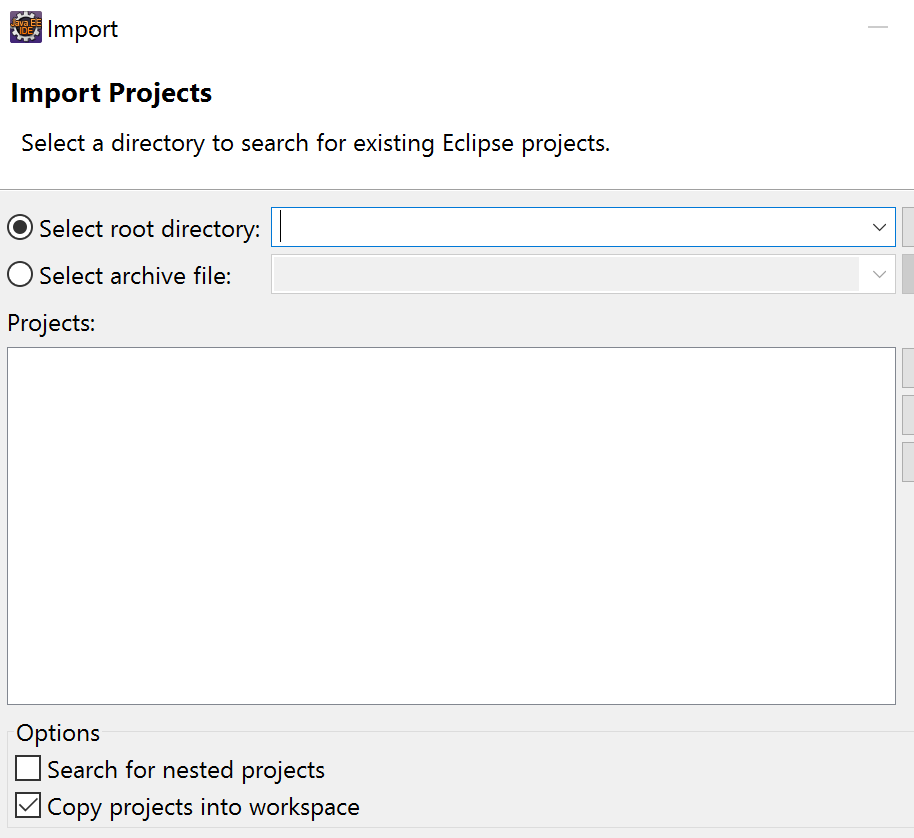 Java EE
IDE
Import
Import Projects
Select a directory to search for existing Eclipse projects.
Select root directory:
Select archive file:
Projects:
Options
Search for nested projects
Copy projects into workspace